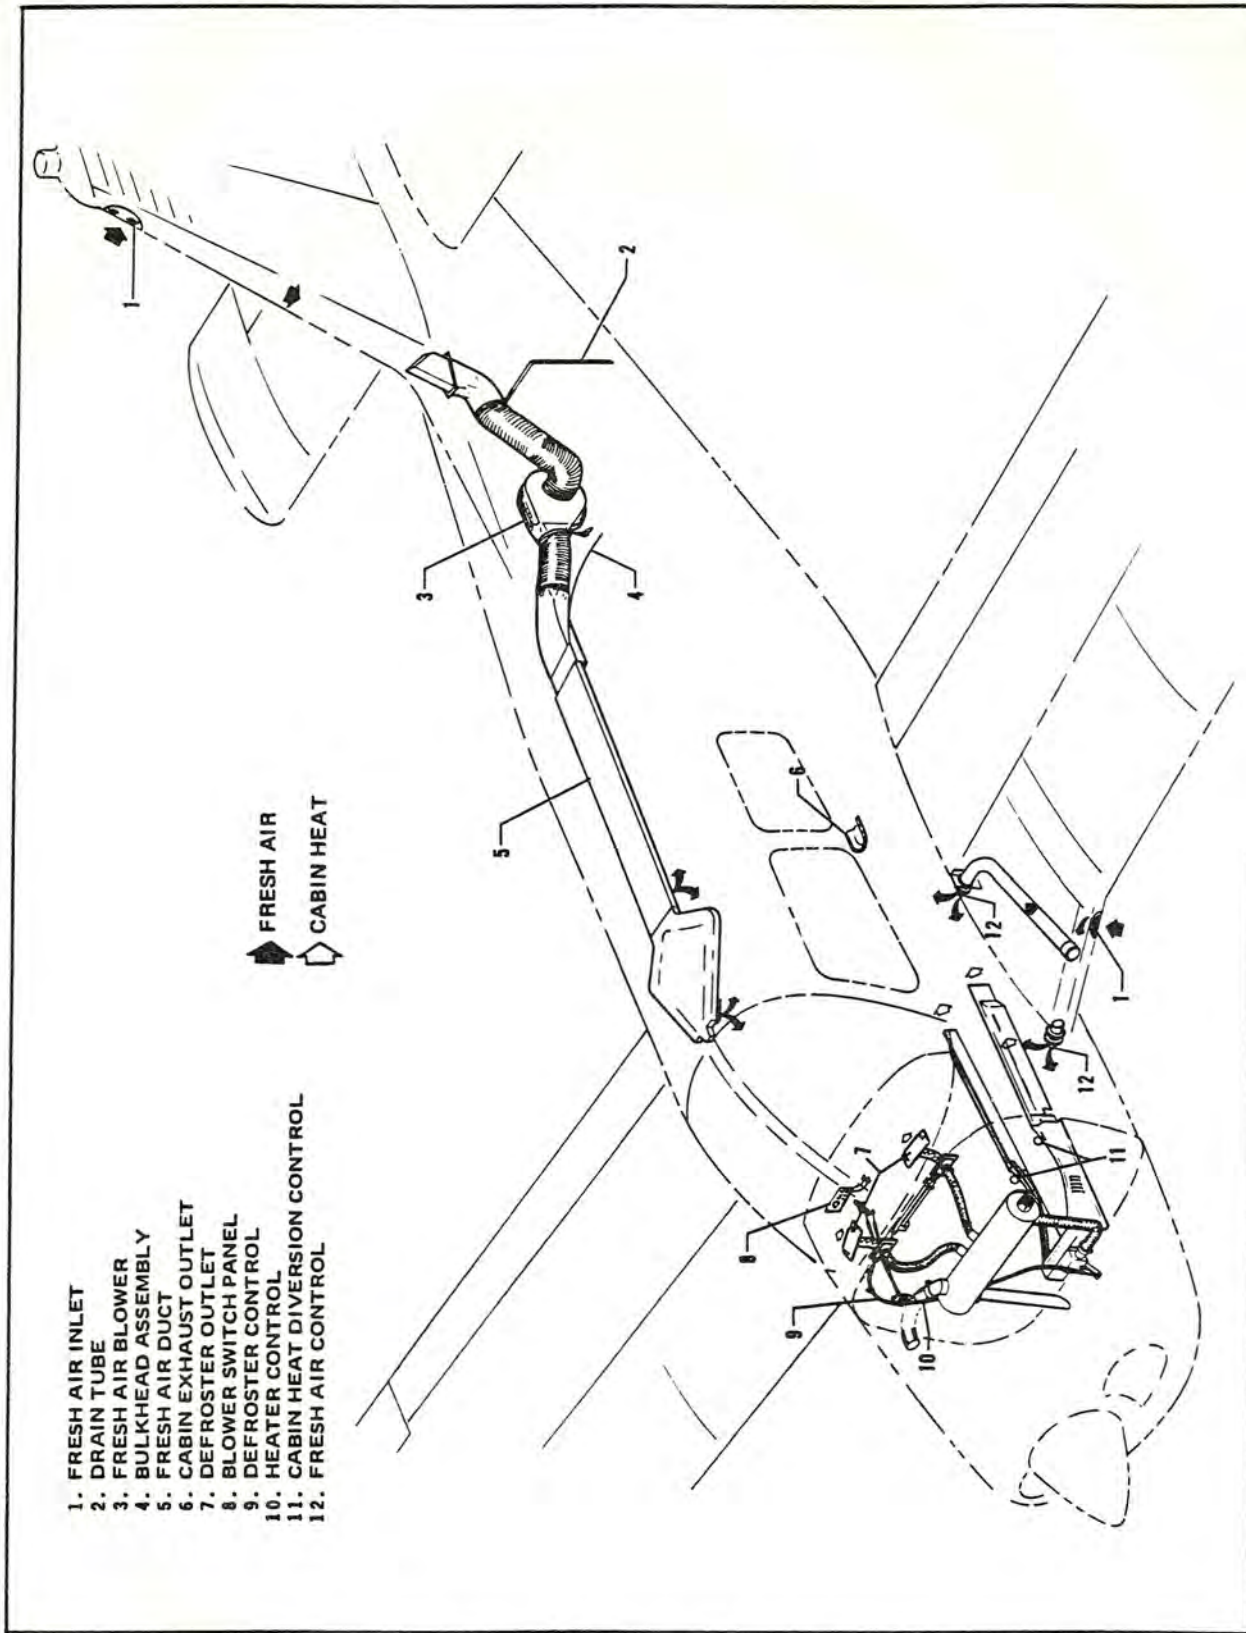 1. FRESH AIR INLET
2. DRAIN TUBE
3. FRESH AIR BLOWER
4. BULKHEAD ASSEMBLY
5. FRESH AIR DUCT
6. CABIN EXHAUST OUTLET
7. DEFROSTER OUTLET
8. BLOWER SWITCH PANEL
9. DEFROSTER CONTROL
10. HEATER CONTROL
11. CABIN HEAT DIVERSION CONTROL
12. FRESH AIR CONTROL
FRESH AIR
CABIN HEAT
1
2
3
4
5
6
12
1
12
7
8
11
9
10